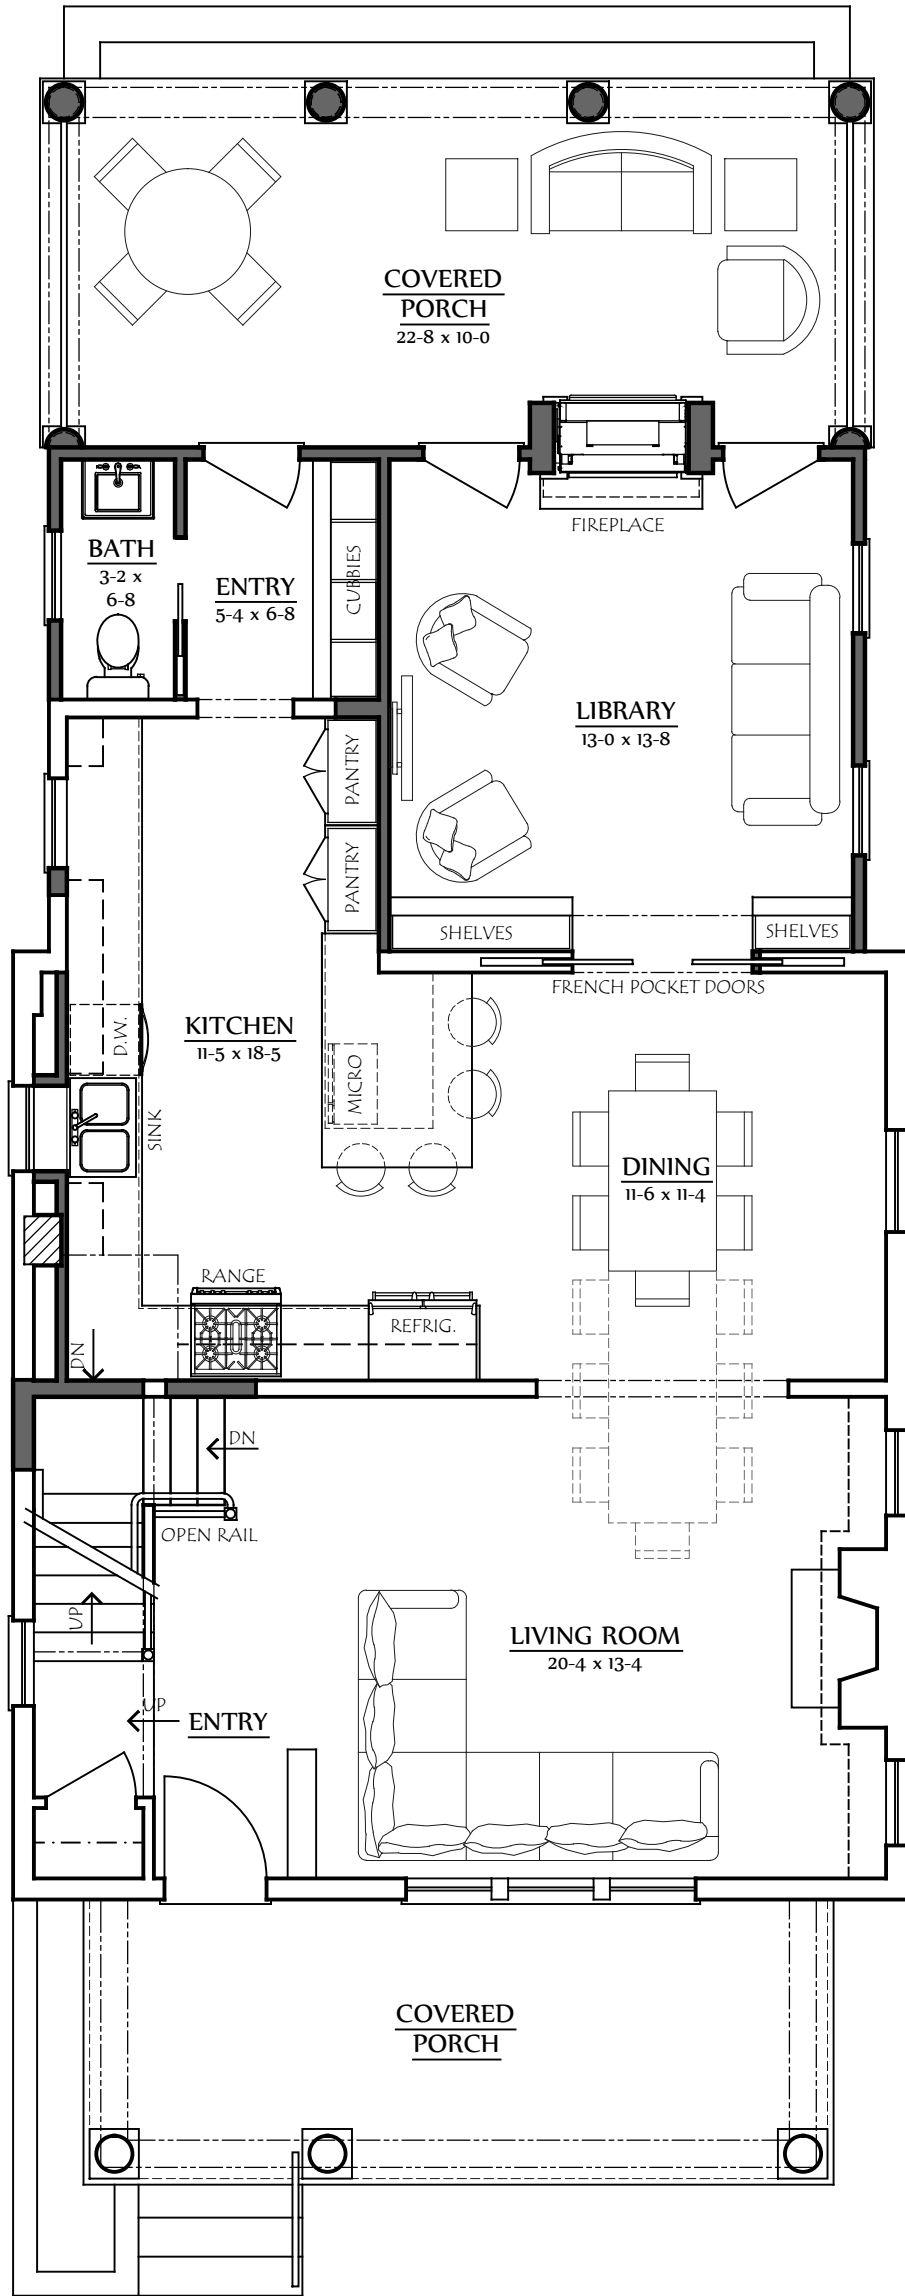 COVERED
PORCH
22-8 x 10-0
FIREPLACE
BATH
3-2 x
6-8
ENTRY
5-4 x 6-8
CUBBIES
LIBRARY
13-0 x 13-8
PANTRY
PANTRY
SHELVES
SHELVES
FRENCH POCKET DOORS
KITCHEN
11-5 x 18-5
D.W.
SINK
MICRO
DINING
11-6 x 11-4
RANGE
REFRIG.
DN
DN
OPEN RAIL
UP
LIVING ROOM
20-4 x 13-4
UP
ENTRY
COVERED
PORCH